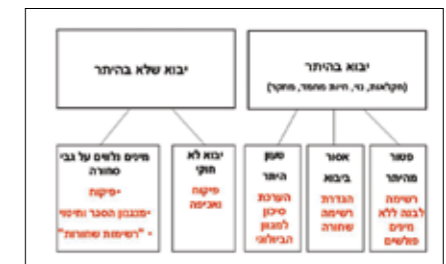 יבוא בהיתר
(חקלאות, נוי, חיות מחמד, מחקר)
יבוא שלא בהיתר
פטור
מהיתר
רשימה
לבנה ללא
מינים
פולשים
אסור
ביבוא
הגדרת
רשימה
שחורה
טעון
היתר
הערכת
סיכון
למגוון
הביולוגי
יבוא לא
חוקי
פיקוח
ואכיפה
מינים נלווים על גבי
סחורה
•פיקוח
•מנגנון הסגר וחיטוי
• "רשימות שחורות"